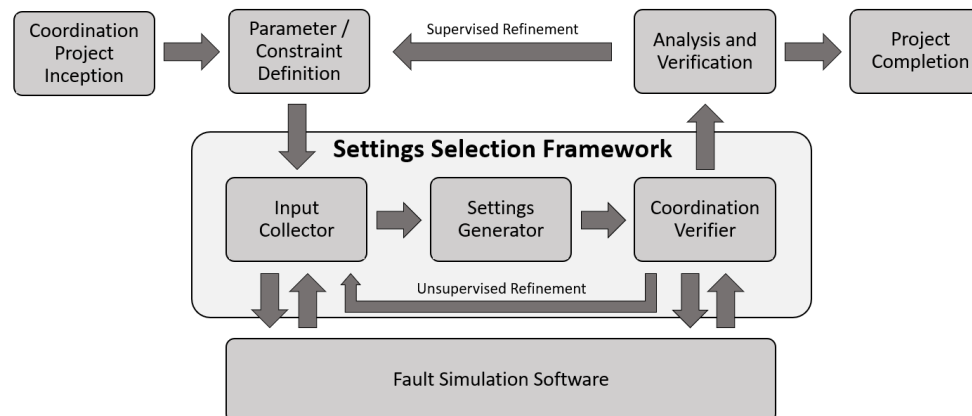 Coordination
Project
Inception
Parameter /
Constraint
Definition
Supervised Refinement
Analysis and
Verification
Project
Completion
Settings Selection Framework
Input
Collector
Settings
Generator
Coordination
Verifier
Unsupervised Refinement
Fault Simulation Software